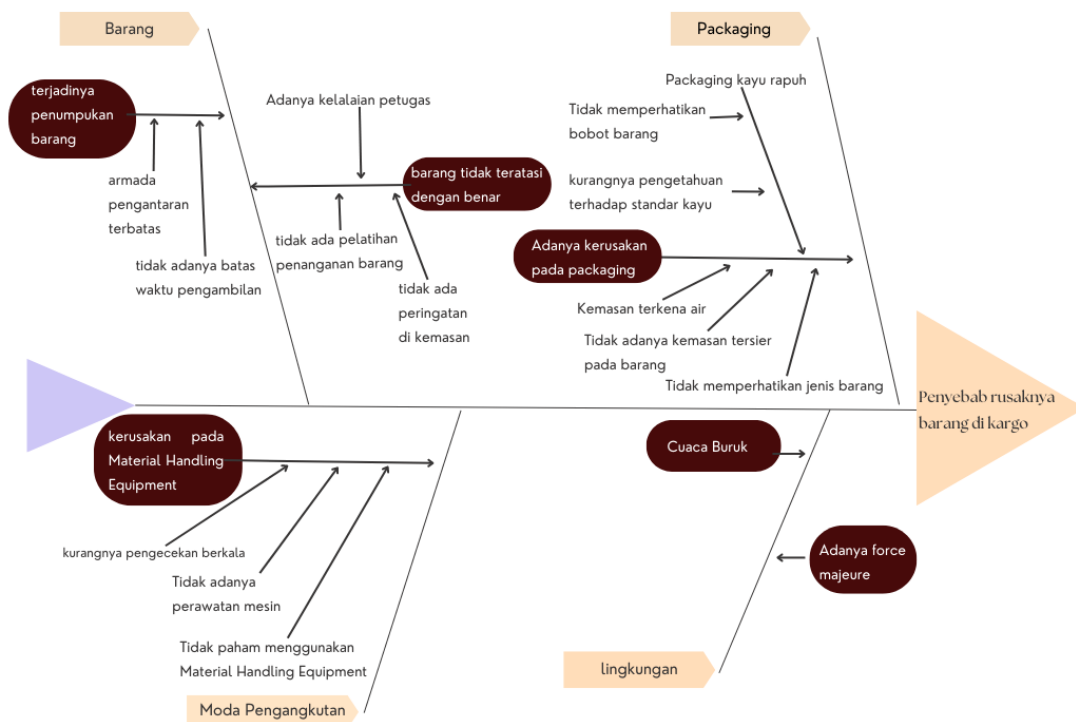 Barang
Packaging
terjadinya
penumpukan
barang
armada
pengantaran
terbatas
tidak adanya batas
waktu pengambilan
Adanya kelalaian petugas
barang tidak teratasi
dengan benar
tidak ada pelatihan
penanganan barang
tidak ada
peringatan
di kemasan
Packaging kayu rapuh
Tidak memperhatikan
bobot barang
kurangnya pengetahuan
terhadap standar kayu
Adanya kerusakan
pada packaging
Kemasan terkena air
Tidak adanya kemasan tersier
pada barang
Tidak memperhatikan jenis barang
Penyebab rusaknya
barang di kargo
kerusakan pada
Material Handling
Equipment
kurangnya pengecekan berkala
Tidak adanya
perawatan mesin
Tidak paham menggunakan
Material Handling Equipment
Moda Pengangkutan
Cuaca Buruk
Adanya force
majeure
lingkungan